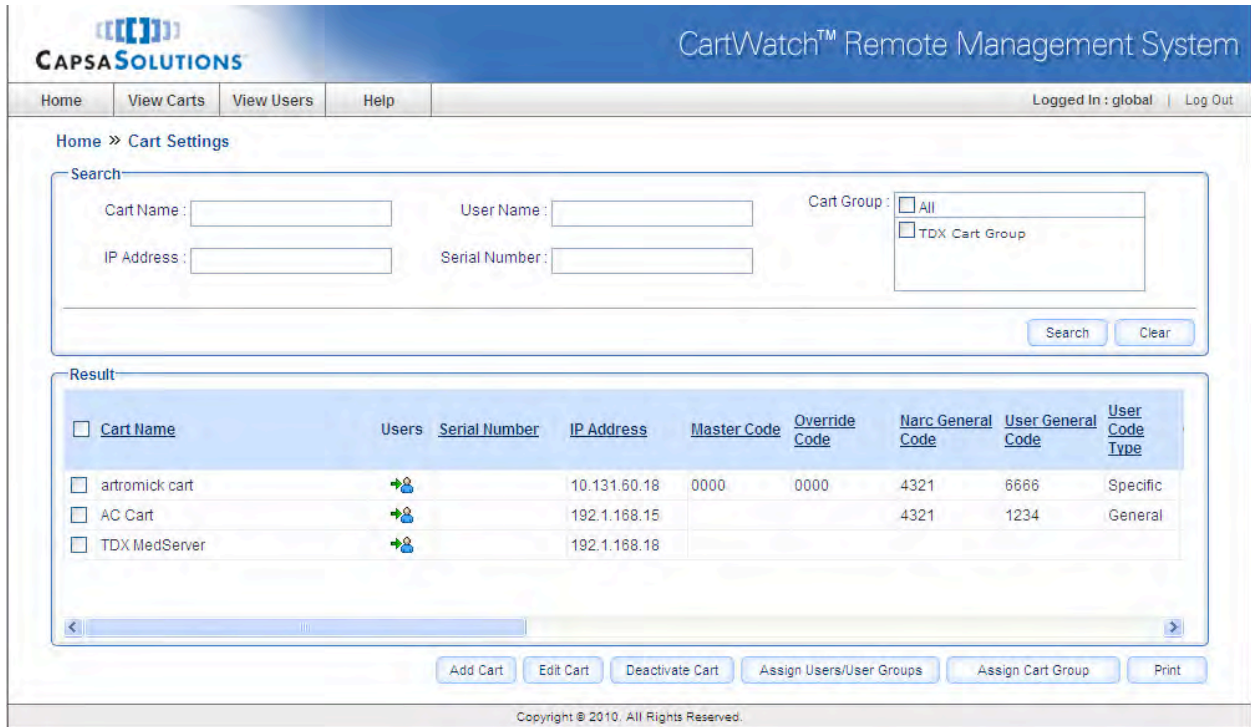 CAPSASOLUTIONS
CartWatch™ Remote Management System
Home View Carts View Users Help Logged In : global | Log Out
Home » Cart Settings
Search
Cart Name : User Name : Cart Group : All
TDX Cart Group
IP Address : Serial Number :
Search Clear
Result
Cart Name Users Serial Number IP Address Master Code Override Code Narc General Code User General Code User Code Type
artromick cart 10.131.60.18 0000 0000 4321 6666 Specific
AC Cart 192.1.168.15 4321 1234 General
TDX MedServer 192.1.168.18
Add Cart Edit Cart Deactivate Cart Assign Users/User Groups Assign Cart Group Print
Copyright © 2010. All Rights Reserved.